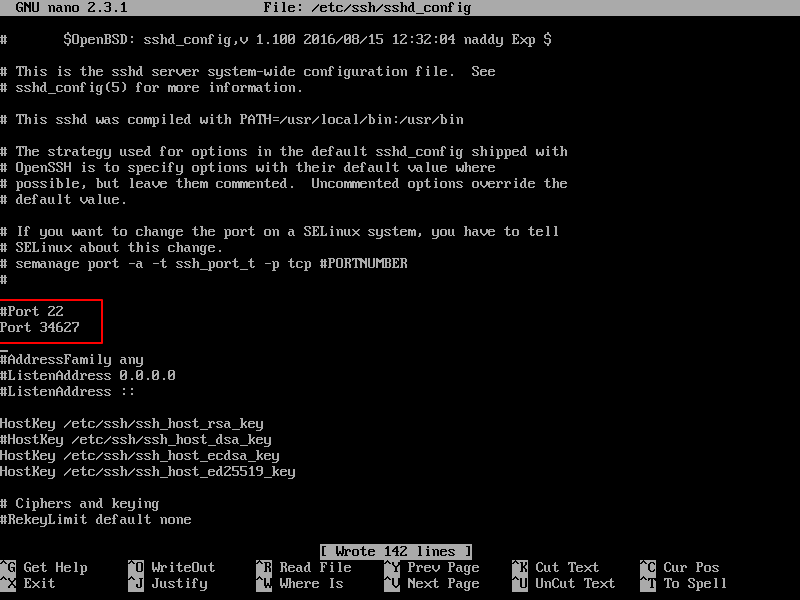 GNU nano 2.3.1 File: /etc/ssh/sshd_config
# $OpenBSD: sshd_config,v 1.100 2016/08/15 12:32:04 naddy Exp $
# This is the sshd server system-wide configuration file.  See
# sshd_config(5) for more information.
# This sshd was compiled with PATH=/usr/local/bin:/usr/bin
# The strategy used for options in the default sshd_config shipped with
# OpenSSH is to specify options with their default value where
# possible, but leave them commented.  Uncommented options override the
# default value.
# If you want to change the port on a SELinux system, you have to tell
# SELinux about this change.
# semanage port -a -t ssh_port_t -p tcp #PORTNUMBER
#
#Port 22
Port 34627
#AddressFamily any
#ListenAddress 0.0.0.0
#ListenAddress ::
HostKey /etc/ssh/ssh_host_rsa_key
#HostKey /etc/ssh/ssh_host_dsa_key
HostKey /etc/ssh/ssh_host_ecdsa_key
HostKey /etc/ssh/ssh_host_ed25519_key
# Ciphers and keying
#RekeyLimit default none
[ Wrote 142 lines ]
^G Get Help ^O WriteOut ^R Read File ^Y Prev Page ^K Cut Text ^C Cur Pos
^X Exit ^J Justify ^W Where Is ^V Next Page ^U UnCut Text ^T To Spell